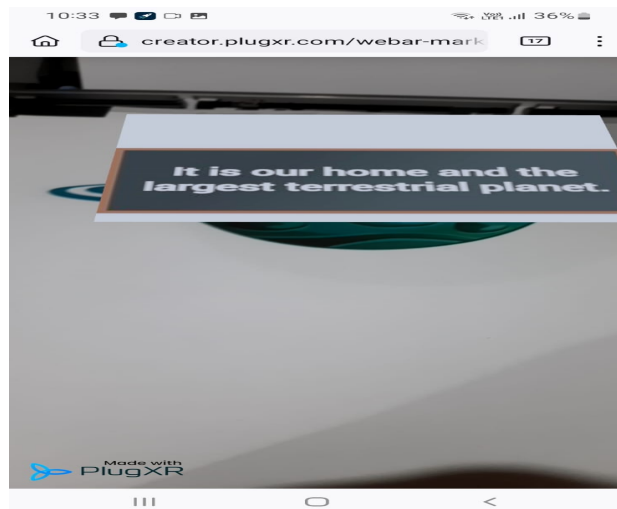 10:33
36%
creator.plugxr.com/webar-mark
17
It is our home and the
largest terrestrial planet.
Made with
PlugXR